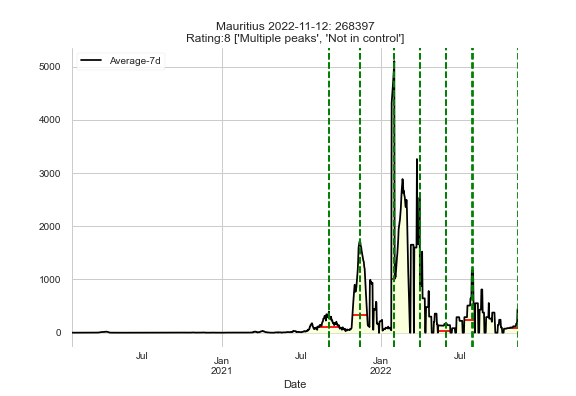 Mauritius 2022-11-12: 268397
Rating:8 ['Multiple peaks', 'Not in control']
Average-7d
5000
4000
3000
2000
1000
0
Jul
Jan
2021
Jul
Jan
2022
Jul
Date